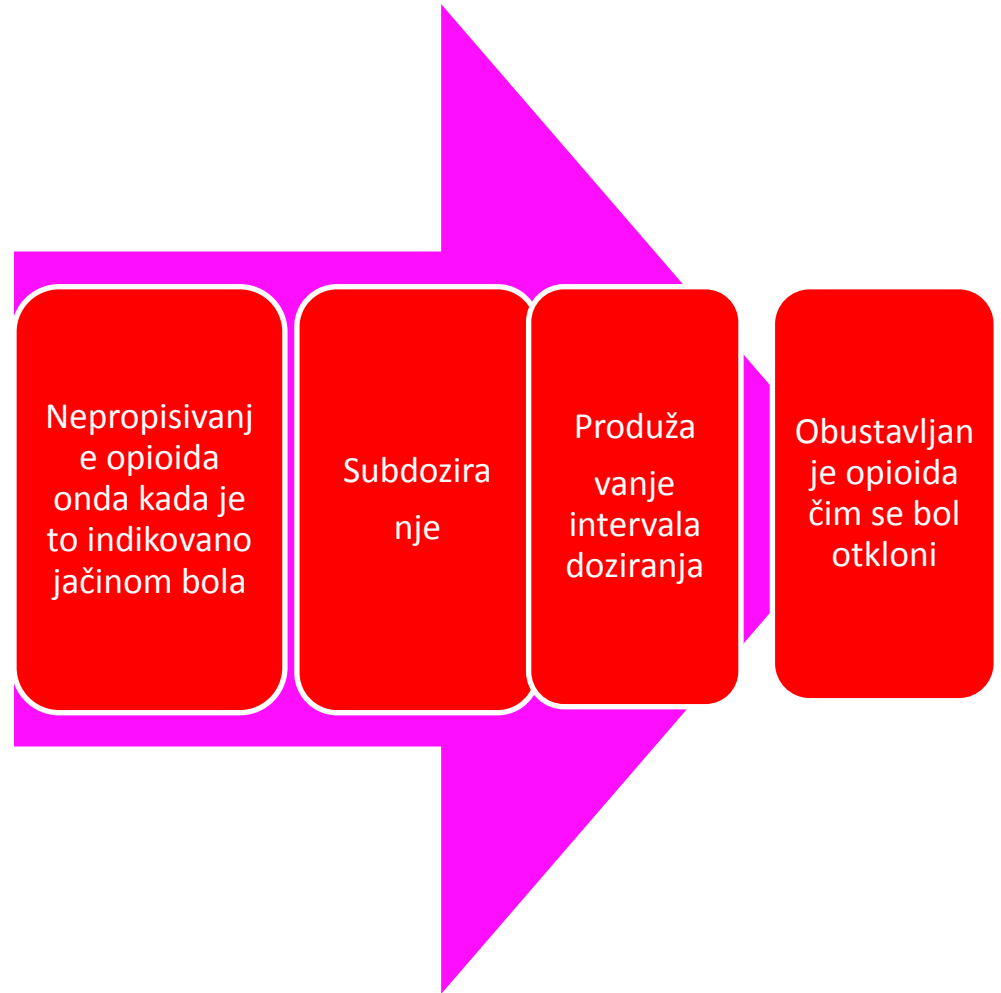 Nepropisivanj
e opioida
onda kada je
to indikovano
jačinom bola
Subdozira
nje
Produža
vanje
intervala
doziranja
Obustavljan
je opioida
čim se bol
otkloni